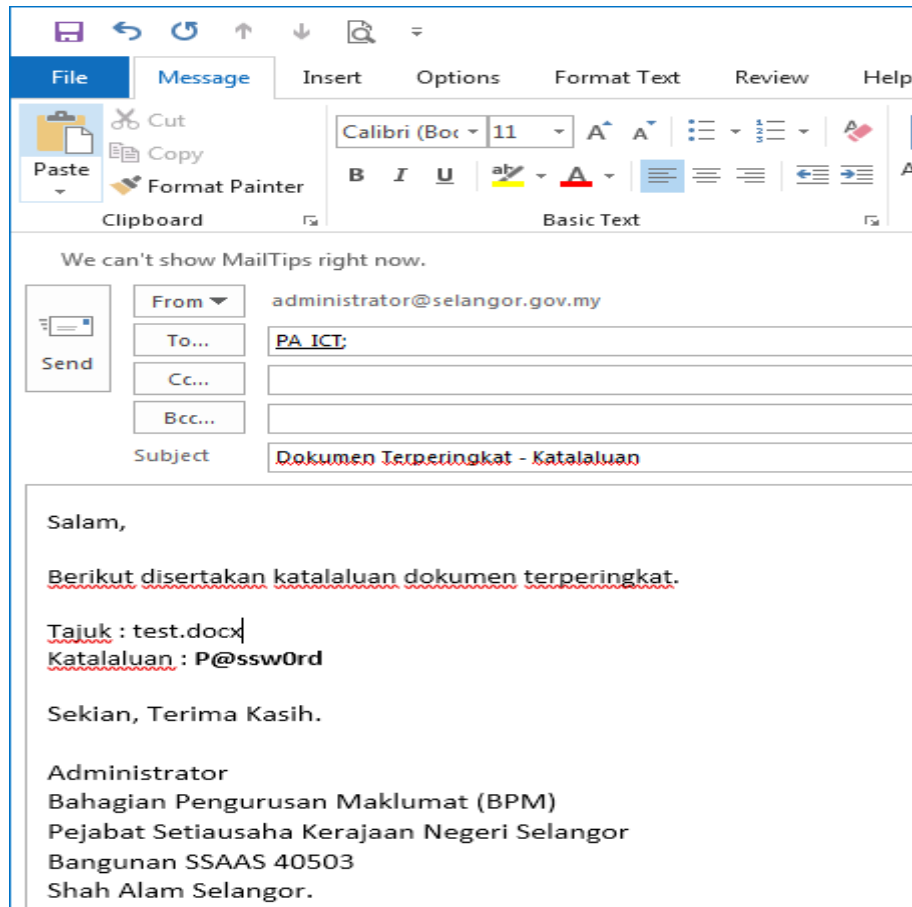 File Message Insert Options Format Text Review Help
Cut
Copy
Paste
Format Painter
Clipboard
Calibri (Boc 11 A A
B I U aby A
Basic Text
We can't show MailTips right now.
From administrator@selangor.gov.my
Send
To... PA ICT;
Cc...
Bcc...
Subject Dokumen Terperingkat - Katalaluan
Salam,
Berikut disertakan katalaluan dokumen terperingkat.
Tajuk : test.docx
Katalaluan : P@ssw0rd
Sekian, Terima Kasih.
Administrator
Bahagian Pengurusan Maklumat (BPM)
Pejabat Setiausaha Kerajaan Negeri Selangor
Bangunan SSAAS 40503
Shah Alam Selangor.